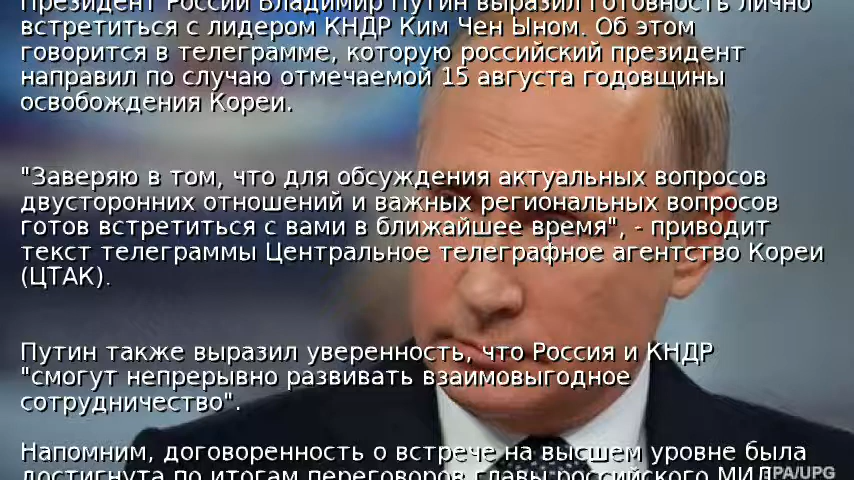 Президент России Владимир Путин выразил готовность лично
встретиться с лидером КНДР Ким Чен Ыном. Об этом
говорится в телеграмме, которую российский президент
направил по случаю отмечаемой 15 августа годовщины
освобождения Кореи.
"Заверяю в том, что для обсуждения актуальных вопросов
двусторонних отношений и важных региональных вопросов
готов встретиться с вами в ближайшее время", - приводит
текст телеграммы Центральное телеграфное агентство Кореи
(ЦТАК).
Путин также выразил уверенность, что Россия и КНДР
"смогут непрерывно развивать взаимовыгодное
сотрудничество".
Напомним, договоренность о встрече на высшем уровне была
достигнута по итогам переговоров главы российского МИД
EPA/UPG